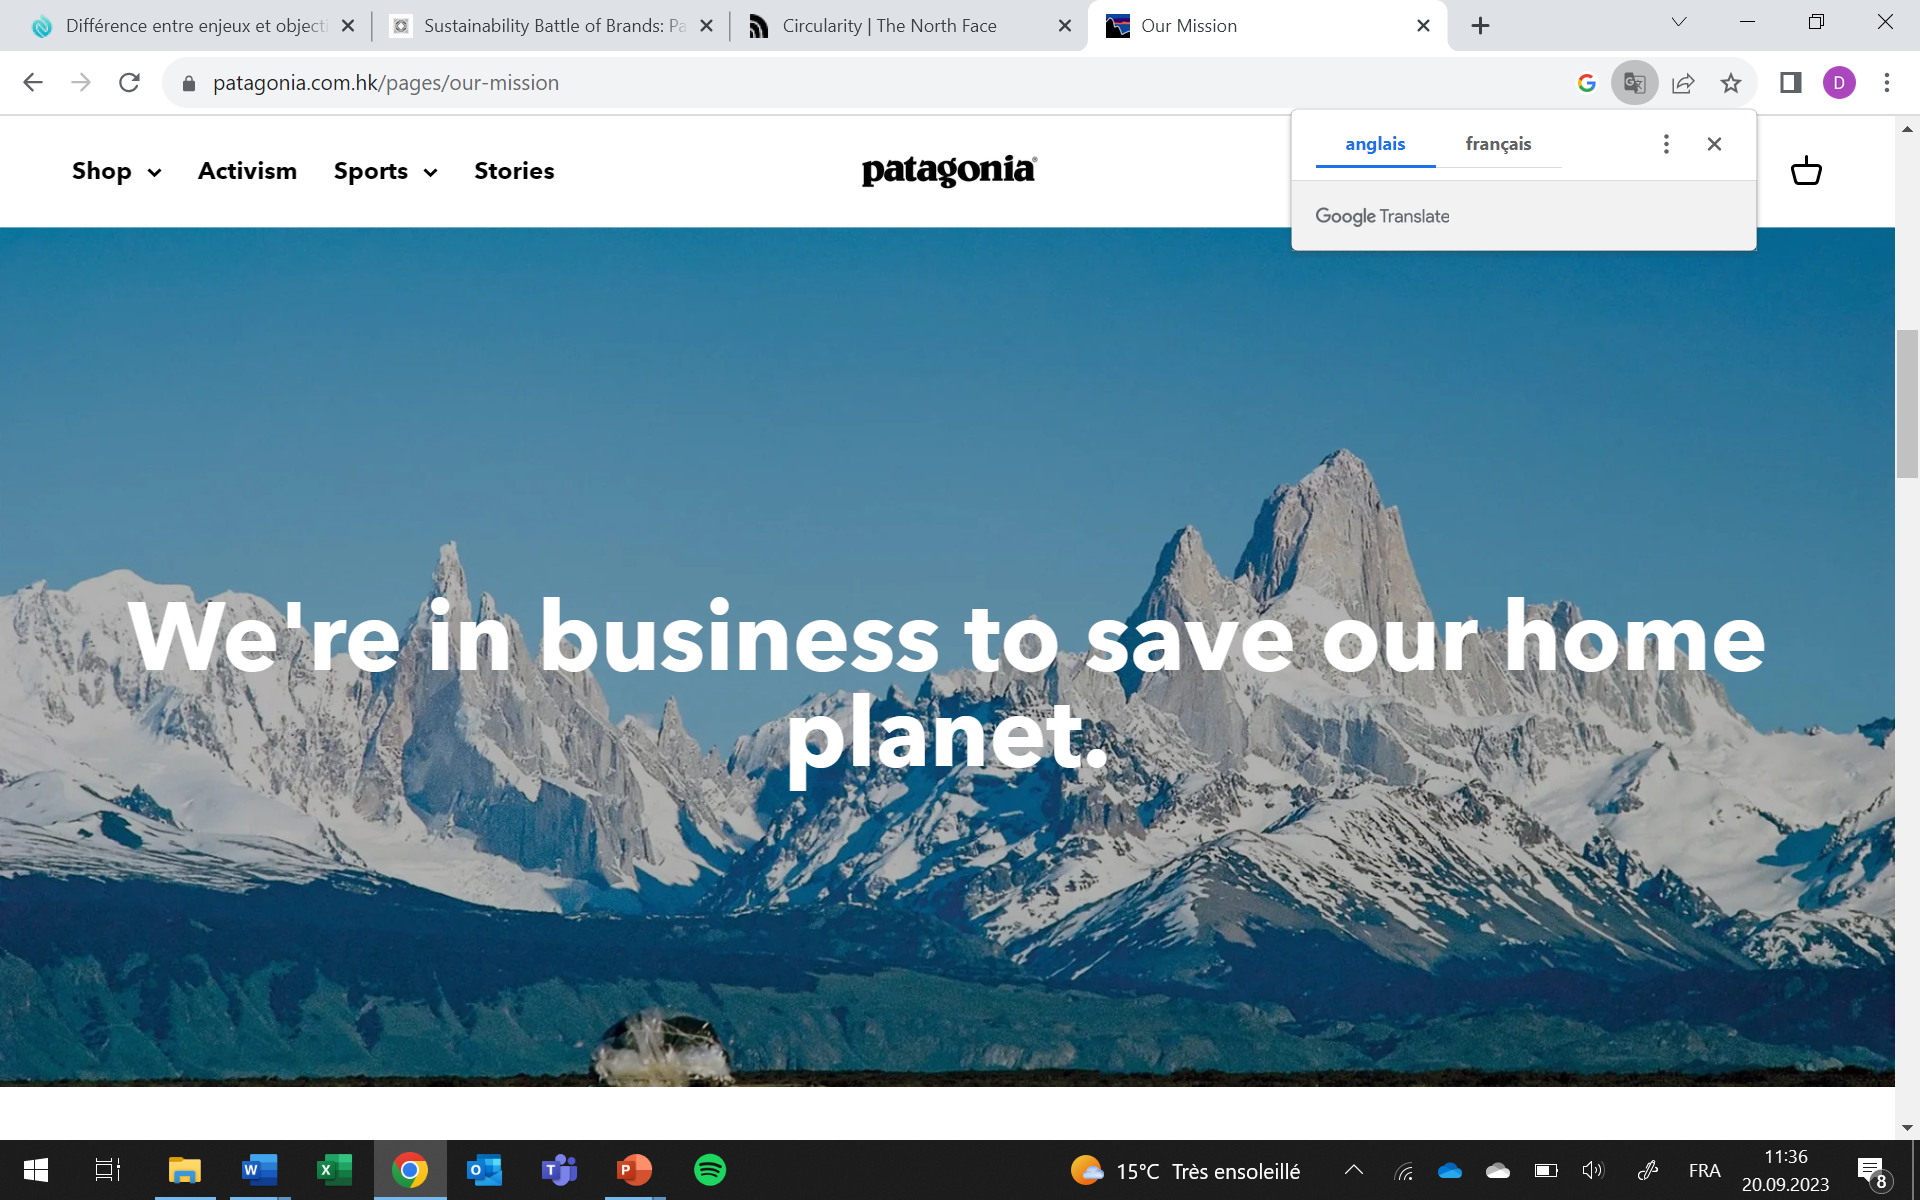 Différence entre enjeux et objecti
Sustainability Battle of Brands: Pa
Circularity | The North Face
Our Mission
patagonia.com.hk/pages/our-mission
D
anglais
français
Google Translate
Shop
Activism
Sports
Stories
patagonia®
We're in business to save our home
planet.
15°C Très ensoleillé
FRA
11:36
20.09.2023
8